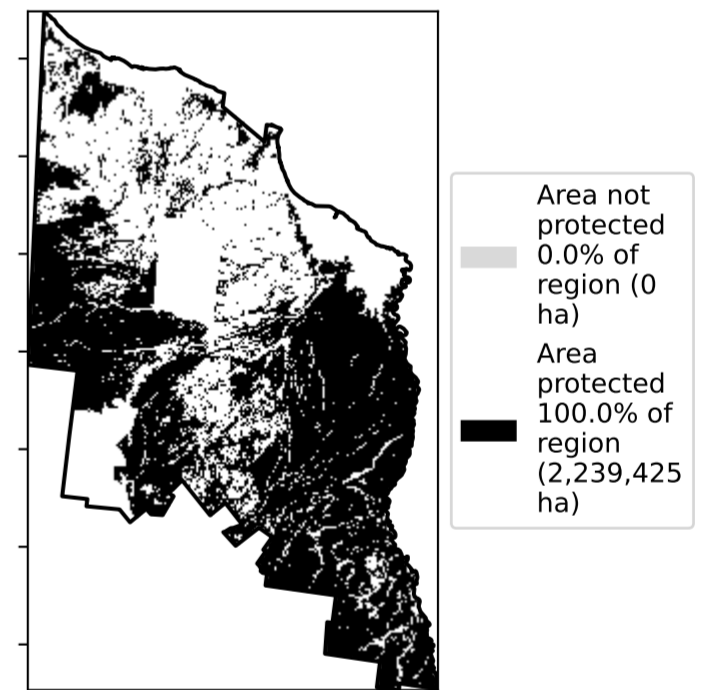 Area not
protected
0.0% of
region (0
ha)
Area
protected
100.0% of
region
(2,239,425
ha)